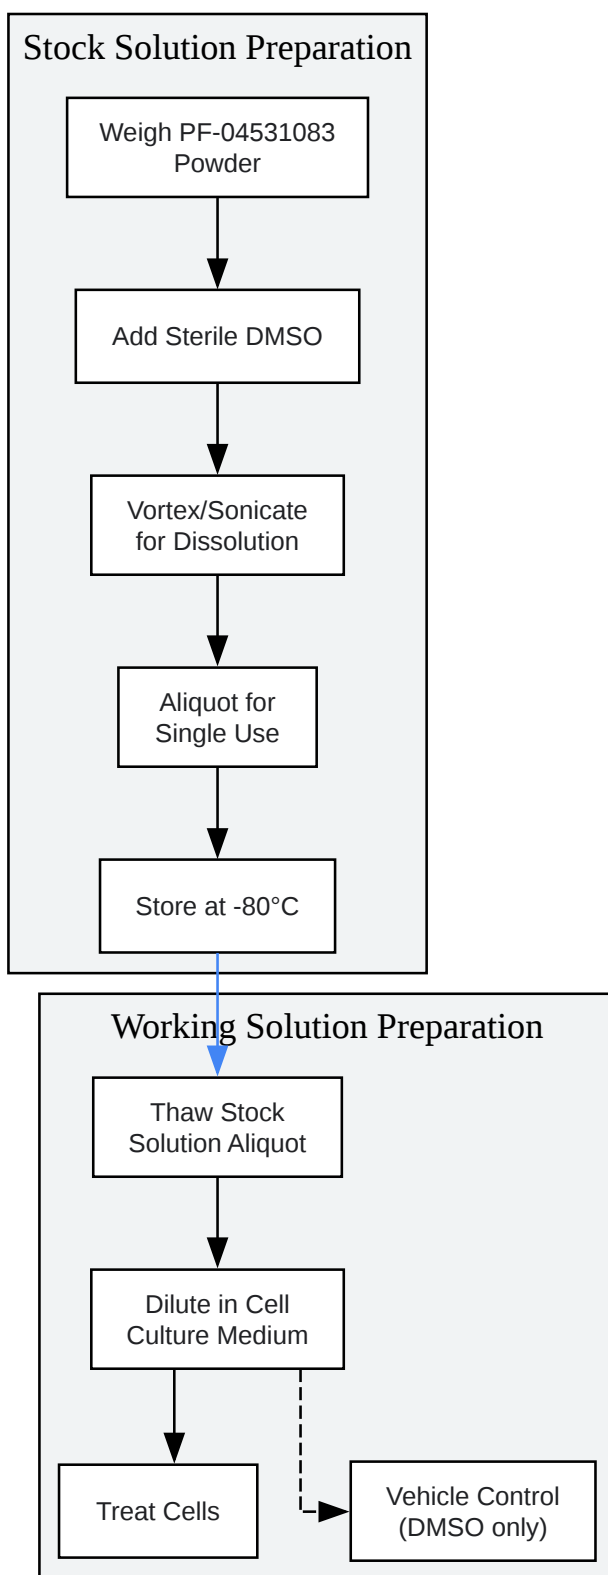 Stock Solution Preparation
Weigh PF-04531083
Powder
Add Sterile DMSO
Vortex/Sonicate
for Dissolution
Aliquot for
Single Use
Store at -80°C
Working Solution Preparation
Thaw Stock
Solution Aliquot
Dilute in Cell
Culture Medium
Treat Cells
Vehicle Control
(DMSO only)